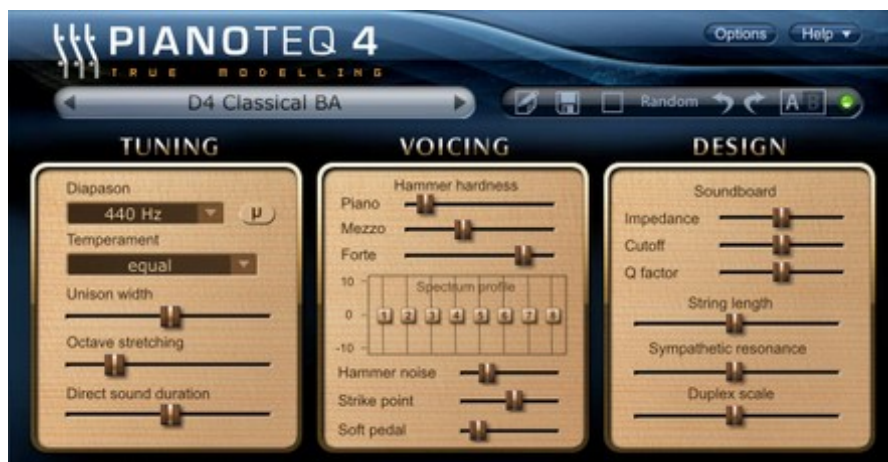 PIANOTEQ 4
TRUE MODELLING
Options Help
D4 Classical BA
Random A B
TUNING
Diapason
440 Hz μ
Temperament
equal
Unison width
Octave stretching
Direct sound duration
VOICING
Hammer hardness
Piano
Mezzo
Forte
10
Spectrum profile
0 1 2 3 4 5 6 7 8
-10
Hammer noise
Strike point
Soft pedal
DESIGN
Soundboard
Impedance
Cutoff
Q factor
String length
Sympathetic resonance
Duplex scale